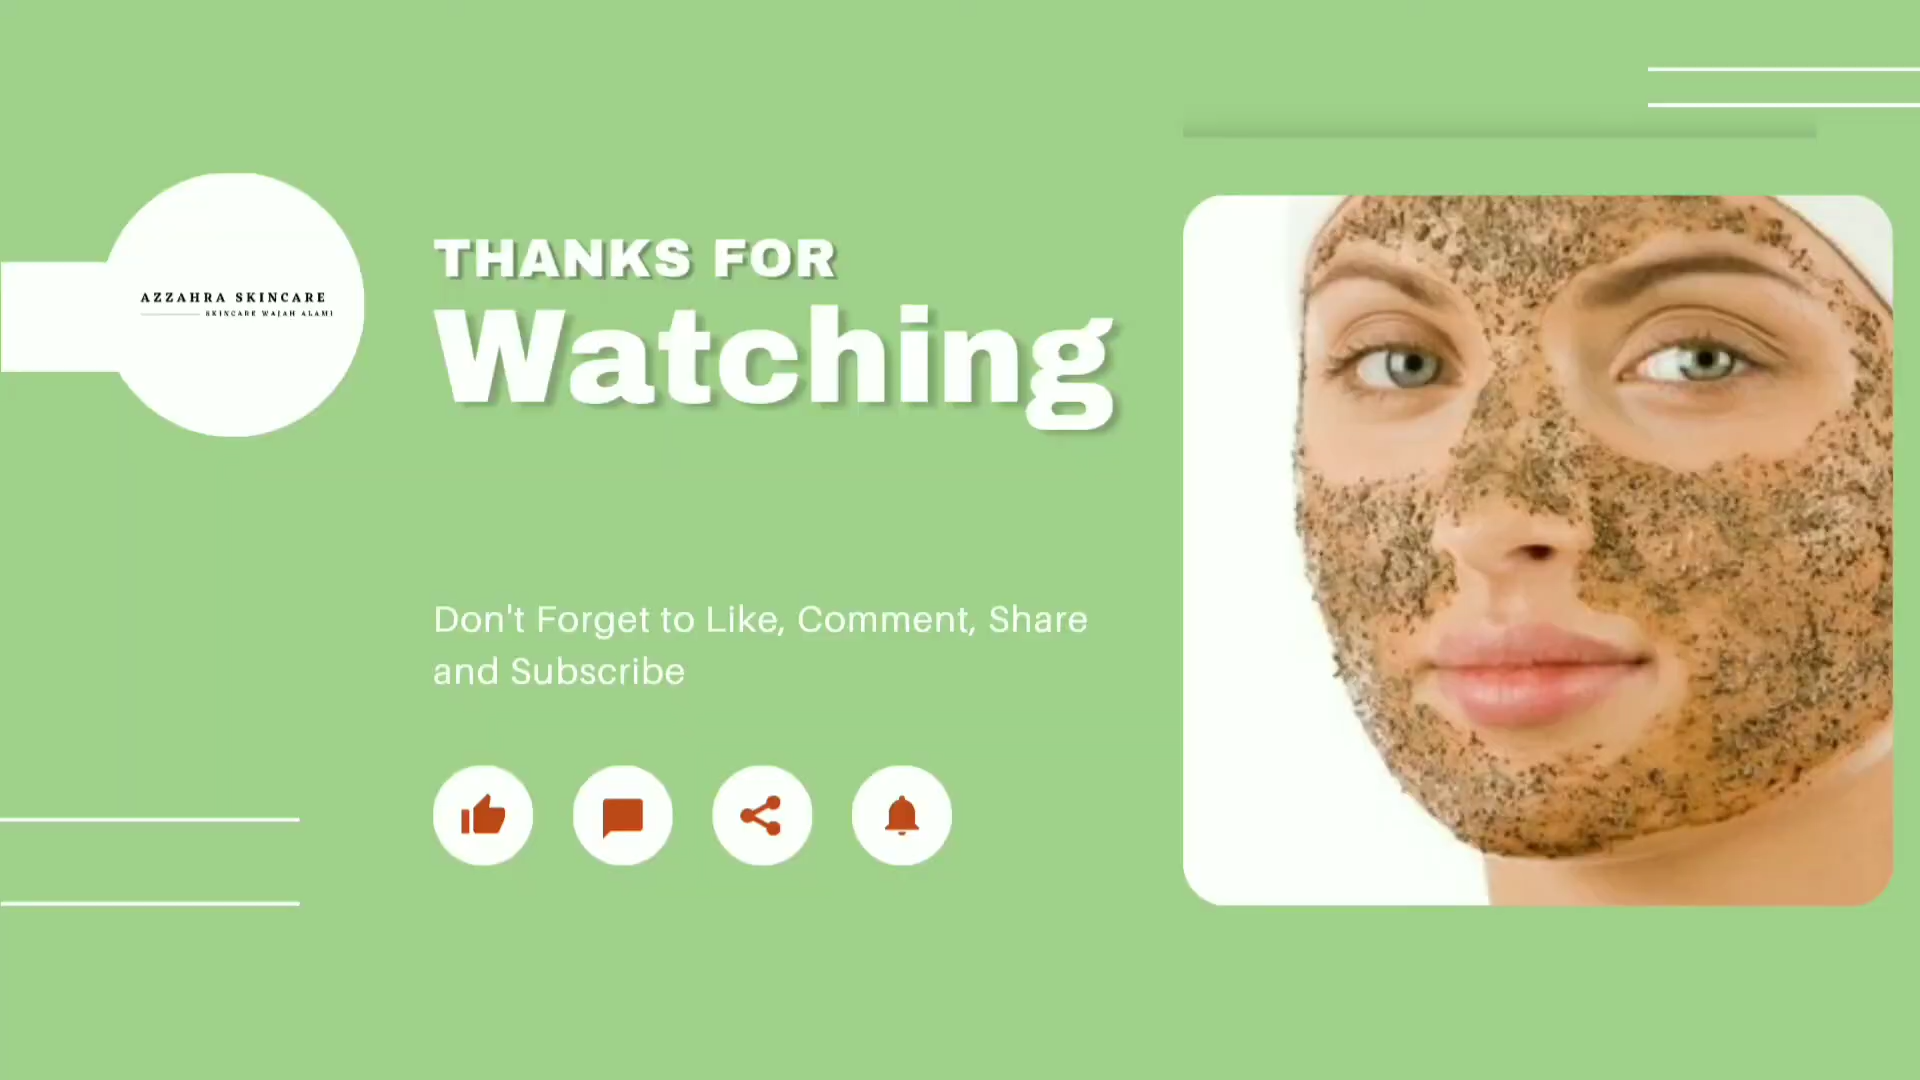 AZZAHRA SKINCARE
SKINCARE WAJAH ALAMI
THANKS FOR
Watching
Don't Forget to Like, Comment, Share
and Subscribe